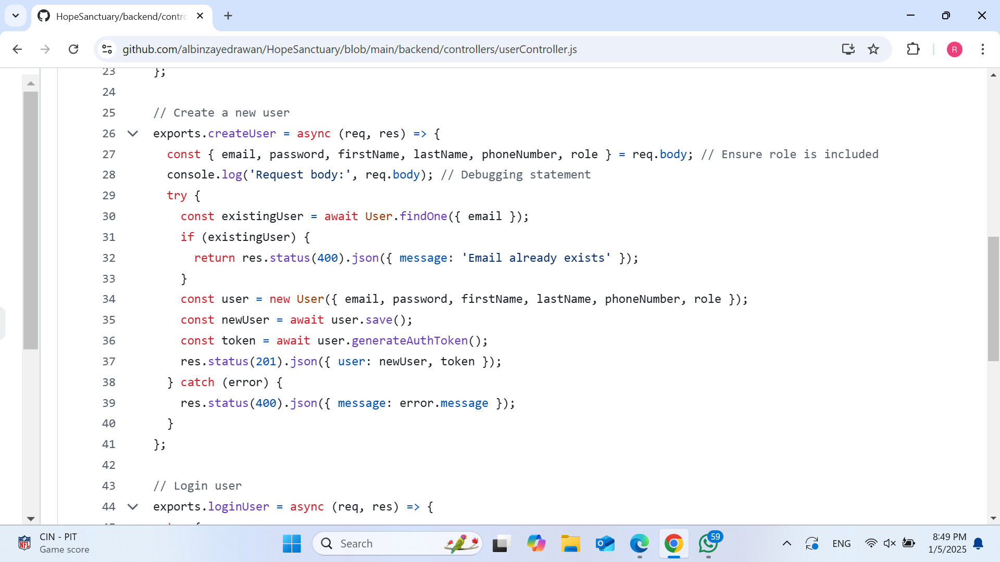 HopeSanctuary/backend/contro
github.com/albinzayedrawan/HopeSanctuary/blob/main/backend/controllers/userController.js
R
23 };
24
25 // Create a new user
26 exports.createUser = async (req, res) => {
27 const { email, password, firstName, lastName, phoneNumber, role } = req.body; // Ensure role is included
28 console.log('Request body:', req.body); // Debugging statement
29 try {
30 const existingUser = await User.findOne({ email });
31 if (existingUser) {
32 return res.status(400).json({ message: 'Email already exists' });
33 }
34 const user = new User({ email, password, firstName, lastName, phoneNumber, role });
35 const newUser = await user.save();
36 const token = await user.generateAuthToken();
37 res.status(201).json({ user: newUser, token });
38 } catch (error) {
39 res.status(400).json({ message: error.message });
40 }
41 };
42
43 // Login user
44 exports.loginUser = async (req, res) => {
NFL
CIN - PIT
Game score
Search
59
ENG
8:49 PM
1/5/2025